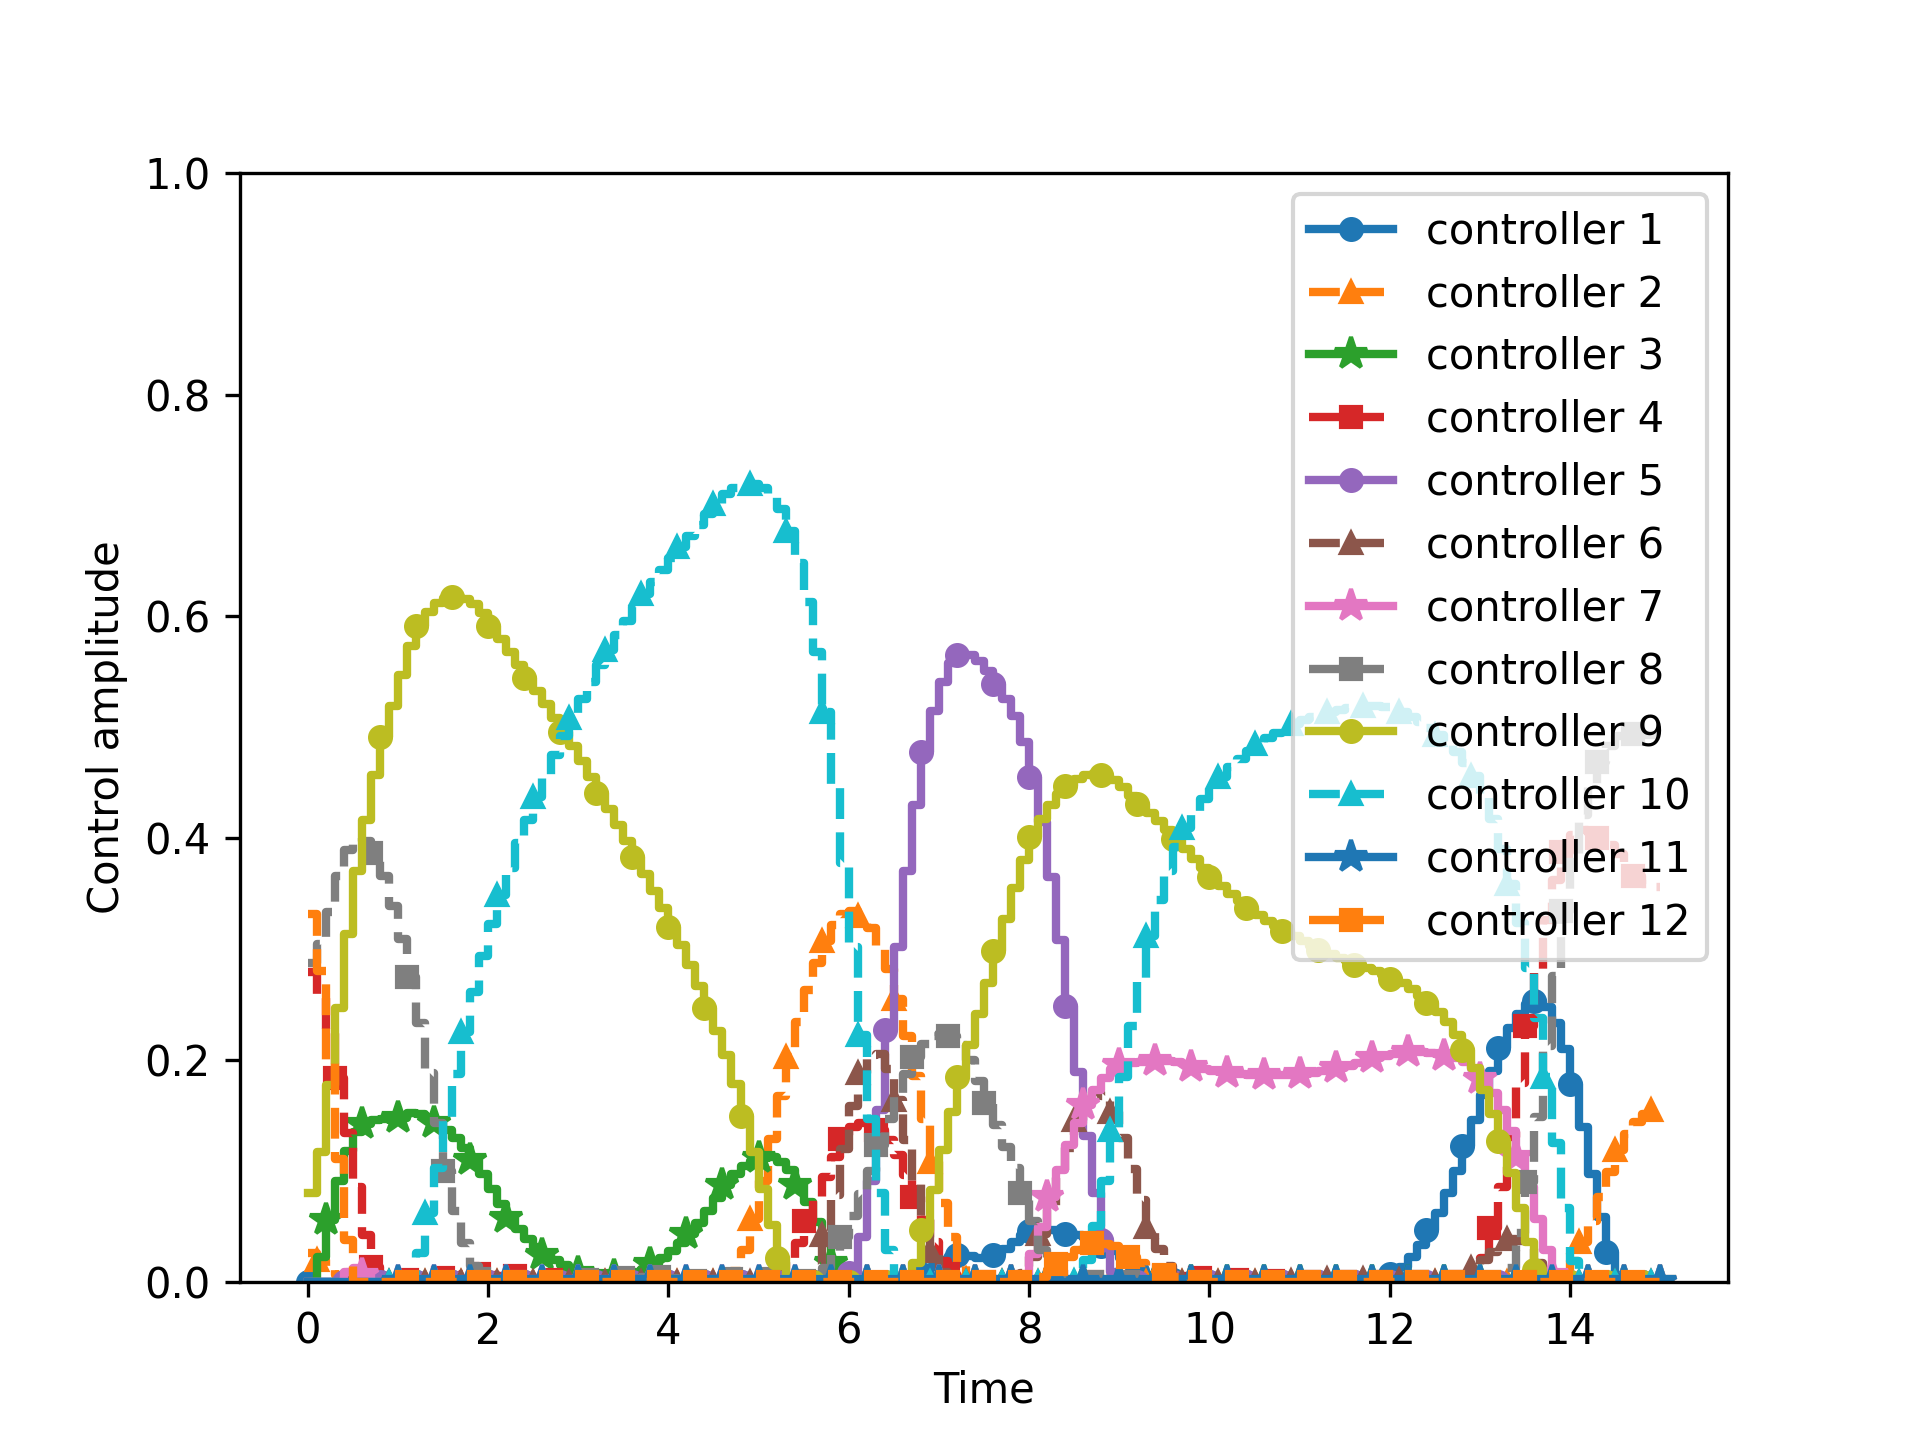 1.0
0.8
0.6
0.4
0.2
0.0
Control amplitude
0 2 4 6 8 10 12 14
Time
controller 1
controller 2
controller 3
controller 4
controller 5
controller 6
controller 7
controller 8
controller 9
controller 10
controller 11
controller 12